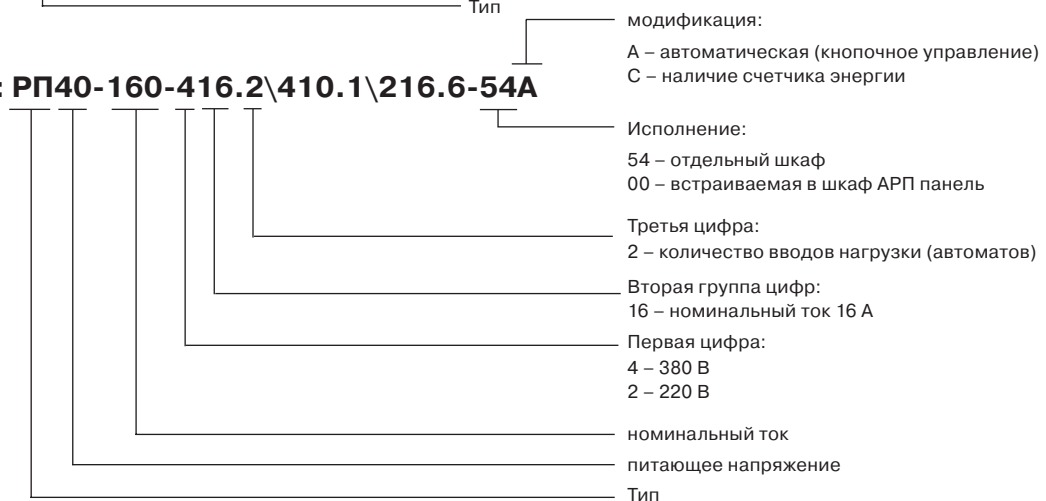 Тип
модификация:
А – автоматическая (кнопочное управление)
С – наличие счетчика энергии
: РП40-160-416.2\410.1\216.6-54А
Исполнение:
54 – отдельный шкаф
00 – встраиваемая в шкаф АРП панель
Третья цифра:
2 – количество вводов нагрузки (автоматов)
Вторая группа цифр:
16 – номинальный ток 16 А
Первая цифра:
4 – 380 В
2 – 220 В
номинальный ток
питающее напряжение
Тип